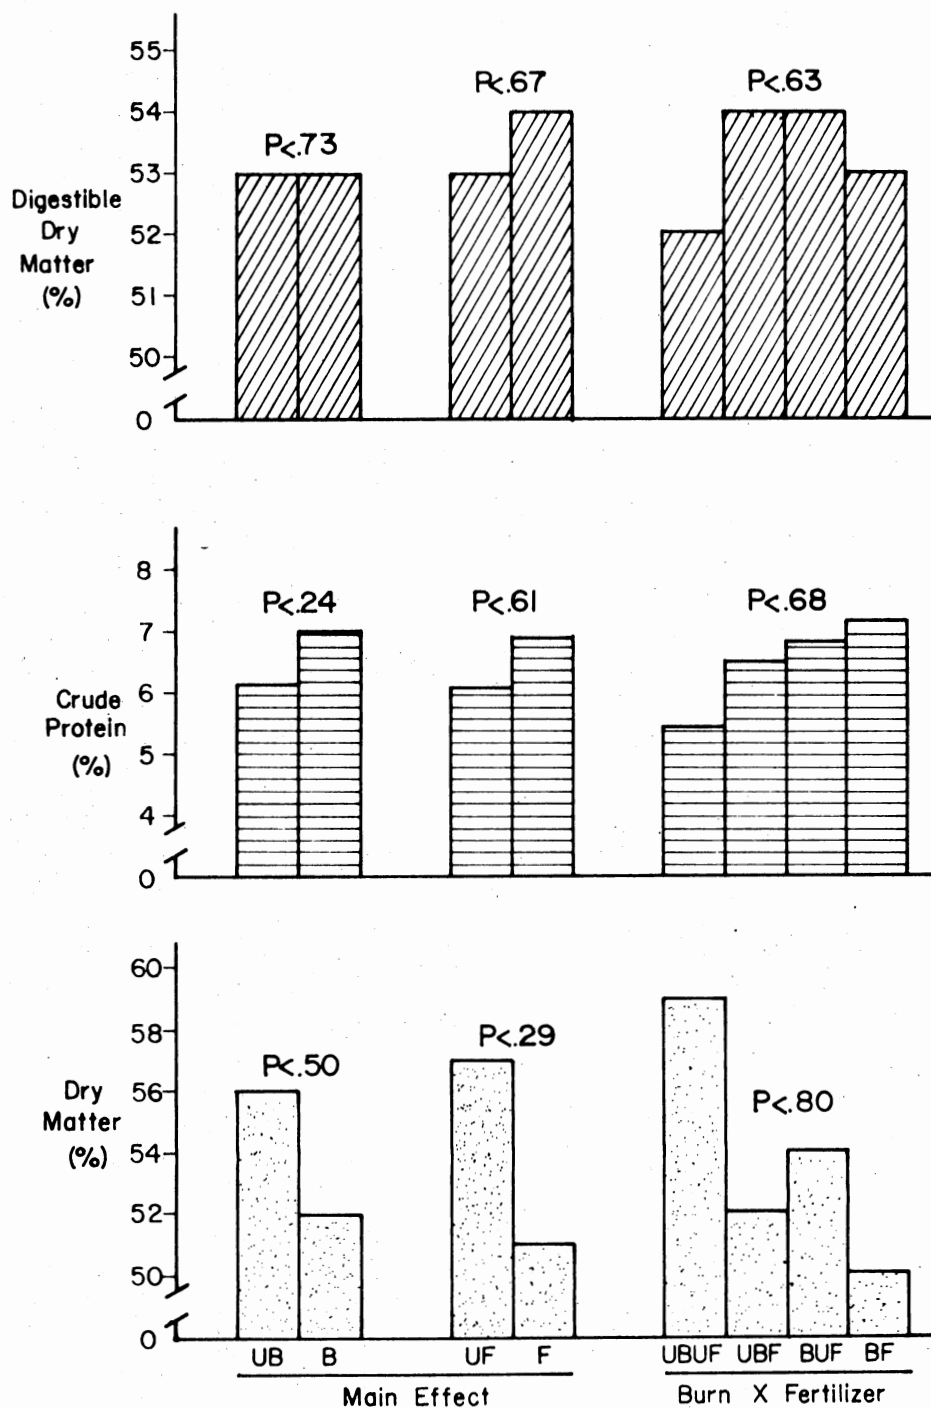 55
54
53
52
51
50
0
Digestible
Dry
Matter
(%)
P<.73
P<.67
P<.63
8
7
6
5
4
0
Crude
Protein
(%)
P<.24
P<.61
P<.68
60
58
56
54
52
50
0
Dry
Matter
(%)
P<.50
P<.29
P<.80
UB B UF F UBUF UBF BUF BF
Main Effect Burn X Fertilizer